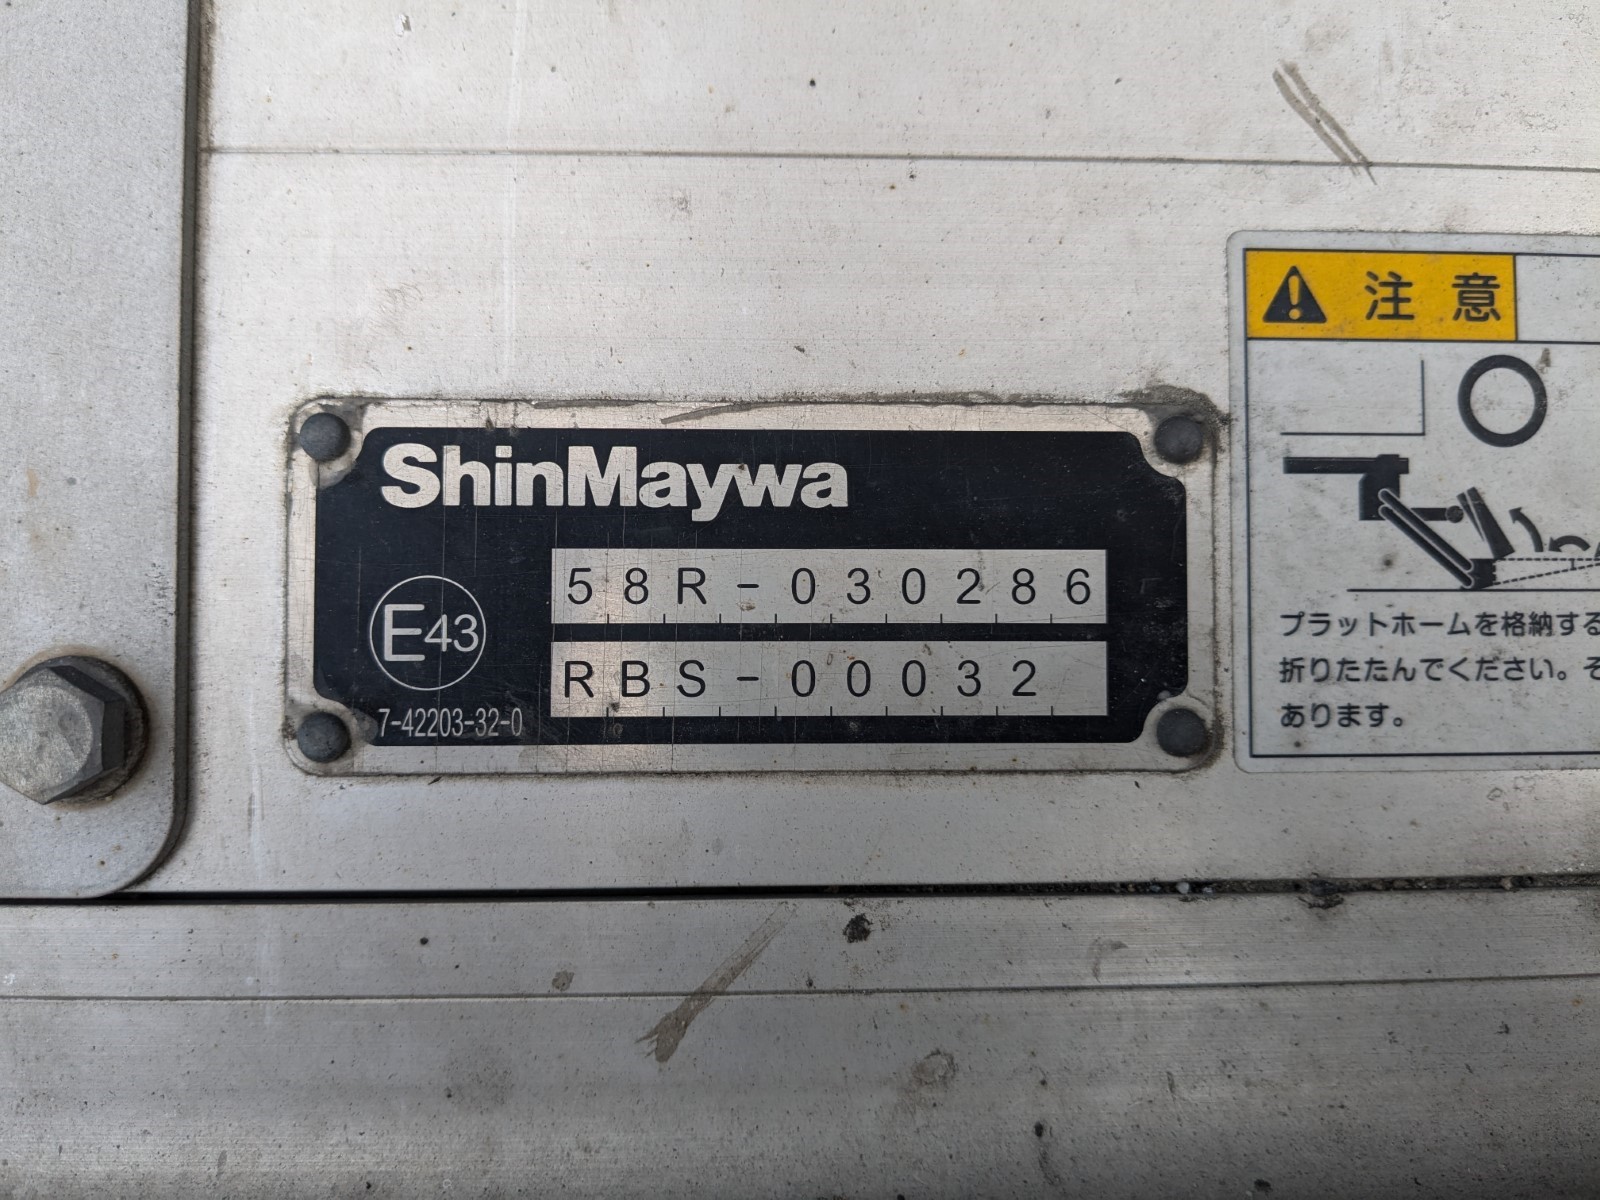 ShinMaywa
58R-030286
E43
RBS-00032
7-42203-32-0
注意
プラットホームを格納する
折りたたんでください。そ
あります。